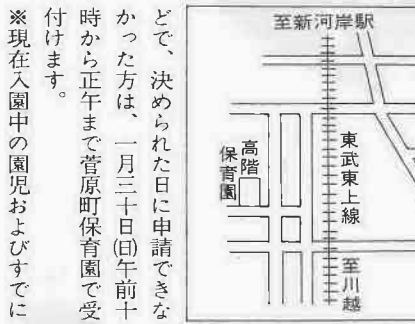 至新河岸駅
東武東上線
高階
保育園
至川越
どで、決められた日に申請できな
かった方は、一月三十日(日)午前十
時から正午まで菅原町保育園で受
付けます。
※現在入園中の園児およびすでに